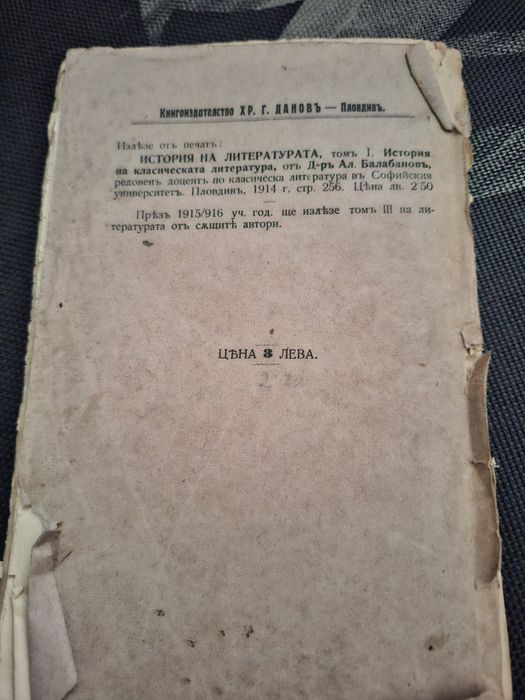 Книгоиздателство ХР. Г. ДАНОВЪ — Пловдивъ.
Излѣзе отъ печатъ:
ИСТОРИЯ НА ЛИТЕРАТУРАТА, томъ I. История
на класическата литература, отъ Д-ръ Ал. Балабановъ,
редовенъ доцентъ по класическа литература въ Софийския
университетъ. Пловдивъ, 1914 г. стр. 256. Цѣна лв. 2·50
Прѣзъ 1915/916 уч. год. ще излѣзе томъ III на ли-
тературата отъ сѫщитѣ автори.
ЦѢНА 3 ЛЕВА.